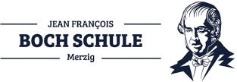 JEAN FRANÇOIS
BOCH SCHULE
Merzig